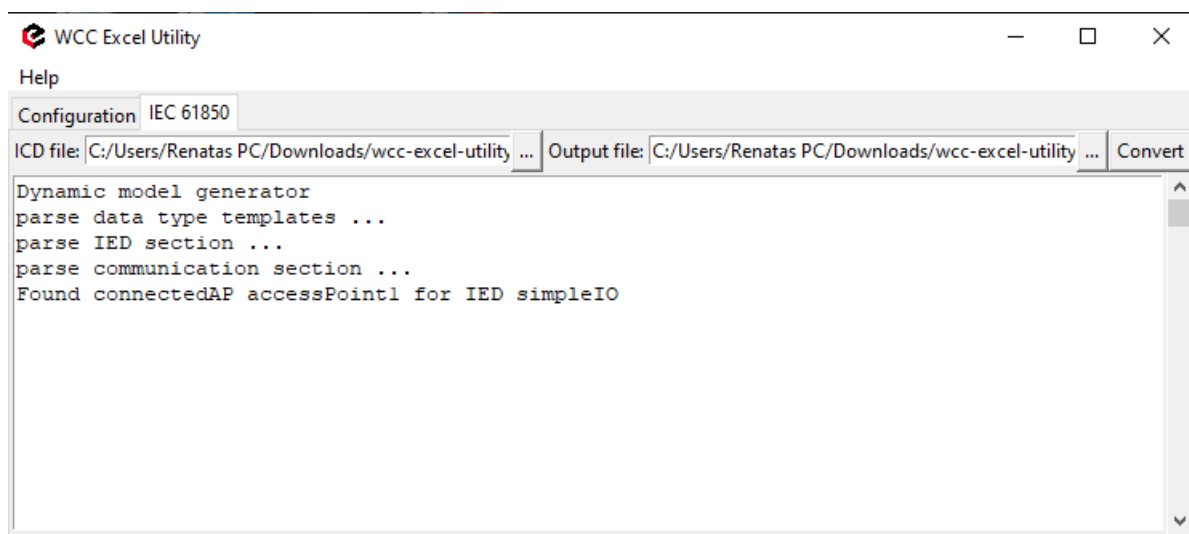 WCC Excel Utility
Help
Configuration IEC 61850
ICD file: C:/Users/Renatas PC/Downloads/wcc-excel-utility ... Output file: C:/Users/Renatas PC/Downloads/wcc-excel-utility ... Convert
Dynamic model generator
parse data type templates ...
parse IED section ...
parse communication section ...
Found connectedAP accessPoint1 for IED simpleIO